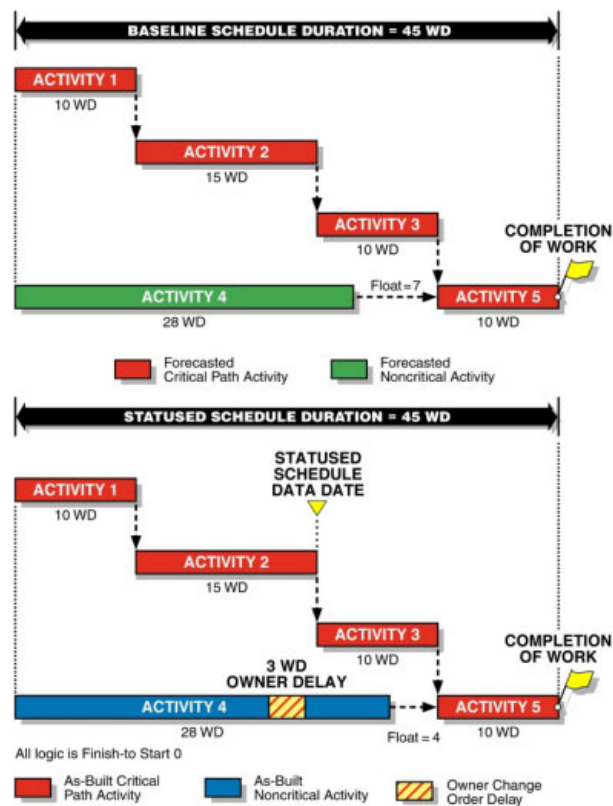 BASELINE SCHEDULE DURATION = 45 WD
ACTIVITY 1
10 WD
ACTIVITY 2
15 WD
ACTIVITY 3
10 WD
COMPLETION
OF WORK
ACTIVITY 4
28 WD
Float=7
ACTIVITY 5
10 WD
Forecasted
Critical Path Activity
Forecasted
Noncritical Activity
STATUSED SCHEDULE DURATION = 45 WD
STATUSED
SCHEDULE
DATA DATE
ACTIVITY 1
10 WD
ACTIVITY 2
15 WD
ACTIVITY 3
10 WD
COMPLETION
OF WORK
3 WD
OWNER DELAY
ACTIVITY 4
28 WD
Float=4
ACTIVITY 5
10 WD
All logic is Finish-to Start 0
As-Built Critical
Path Activity
As-Built
Noncritical Activity
Owner Change
Order Delay